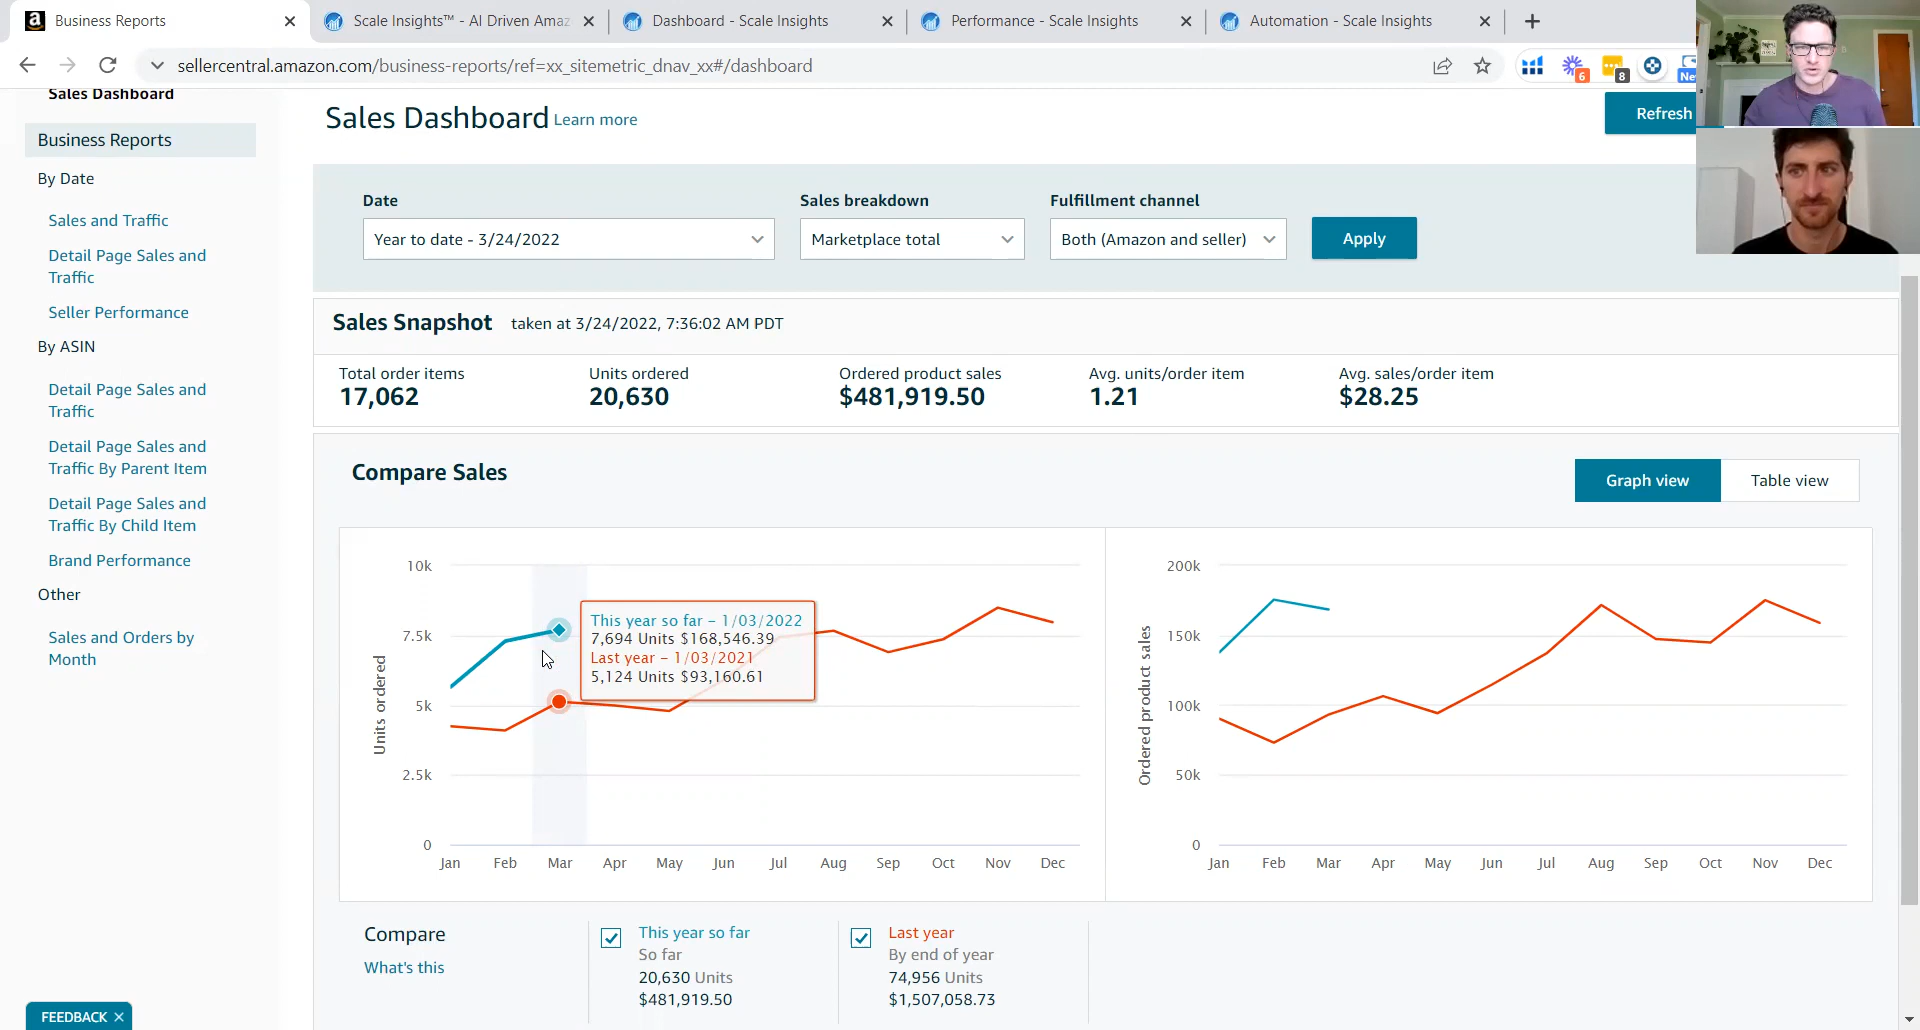 Business Reports
Scale Insights™ - AI Driven Amaz
Dashboard - Scale Insights
Performance - Scale Insights
Automation - Scale Insights
sellercentral.amazon.com/business-reports/ref=xx_sitemetric_dnav_xx#/dashboard
6
8
Ne
Sales Dashboard
Business Reports
By Date
Sales and Traffic
Detail Page Sales and
Traffic
Seller Performance
By ASIN
Detail Page Sales and
Traffic
Detail Page Sales and
Traffic By Parent Item
Detail Page Sales and
Traffic By Child Item
Brand Performance
Other
Sales and Orders by
Month
FEEDBACK
Sales Dashboard Learn more
Refresh
Date
Sales breakdown
Fulfillment channel
Year to date - 3/24/2022
Marketplace total
Both (Amazon and seller)
Apply
Sales Snapshot taken at 3/24/2022, 7:36:02 AM PDT
Total order items
17,062
Units ordered
20,630
Ordered product sales
$481,919.50
Avg. units/order item
1.21
Avg. sales/order item
$28.25
Compare Sales
Graph view
Table view
Units ordered
10k
7.5k
5k
2.5k
0
Jan Feb Mar Apr May Jun Jul Aug Sep Oct Nov Dec
This year so far – 1/03/2022
7,694 Units $168,546.39
Last year – 1/03/2021
5,124 Units $93,160.61
Ordered product sales
200k
150k
100k
50k
0
Jan Feb Mar Apr May Jun Jul Aug Sep Oct Nov Dec
Compare
What's this
This year so far
So far
20,630 Units
$481,919.50
Last year
By end of year
74,956 Units
$1,507,058.73